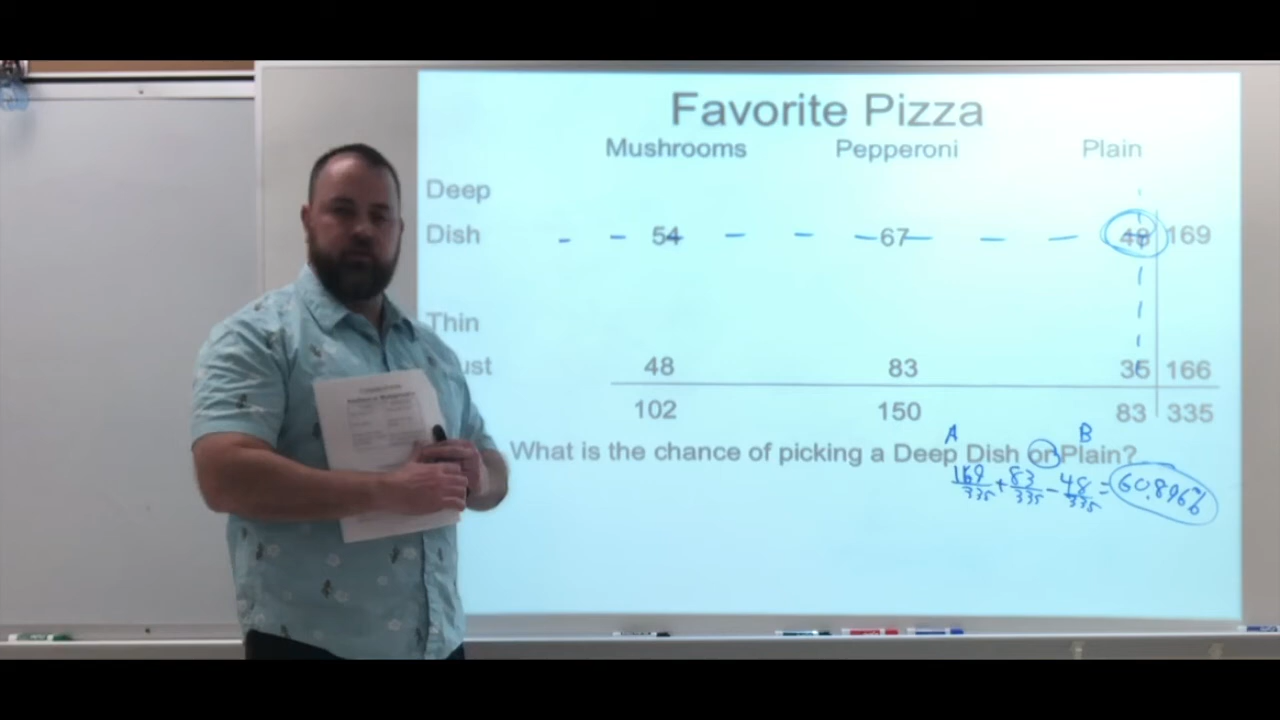 Favorite Pizza
Mushrooms Pepperoni Plain
Deep
Dish 54 67 48 169
Thin
ust 48 83 35 166
102 150 83 335
A B
What is the chance of picking a Deep Dish or Plain?
169/335 + 83/335 - 48/335 = 60.896%